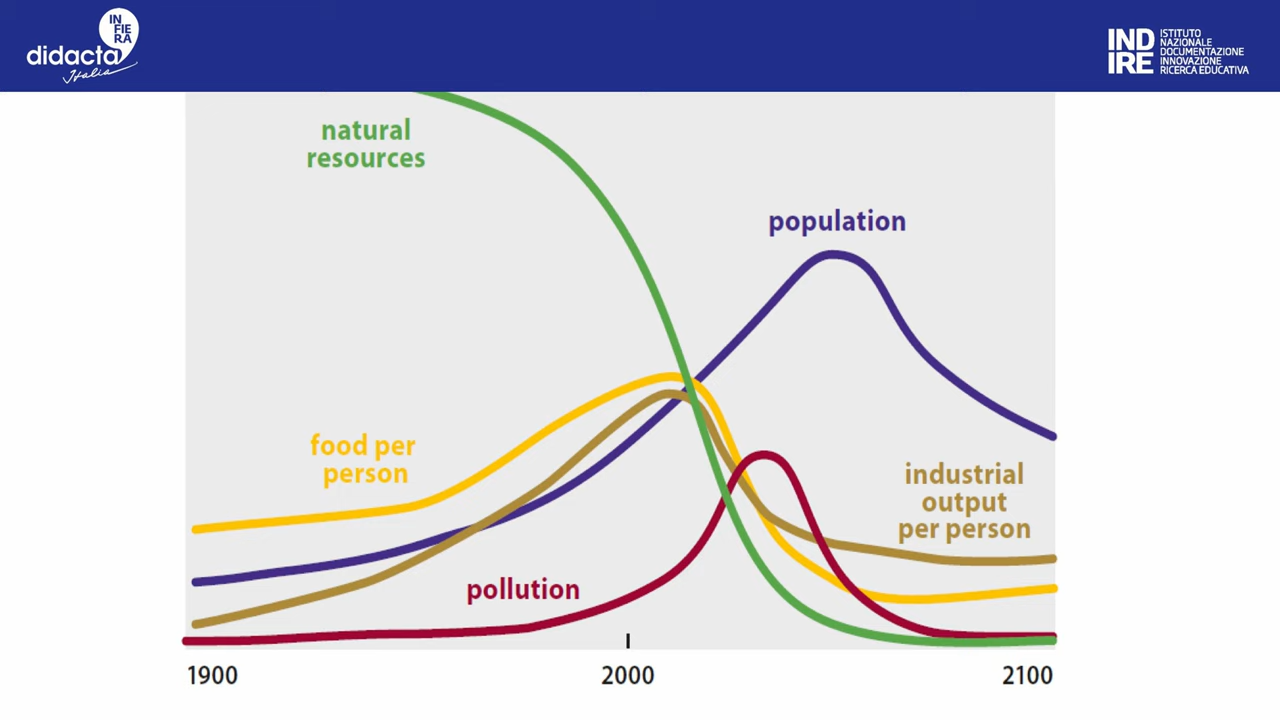 IN
FIE
RA
didacta
Italia
IND
IRE
ISTITUTO
NAZIONALE
DOCUMENTAZIONE
INNOVAZIONE
RICERCA EDUCATIVA
natural
resources
population
food per
person
industrial
output
per person
pollution
1900
2000
2100